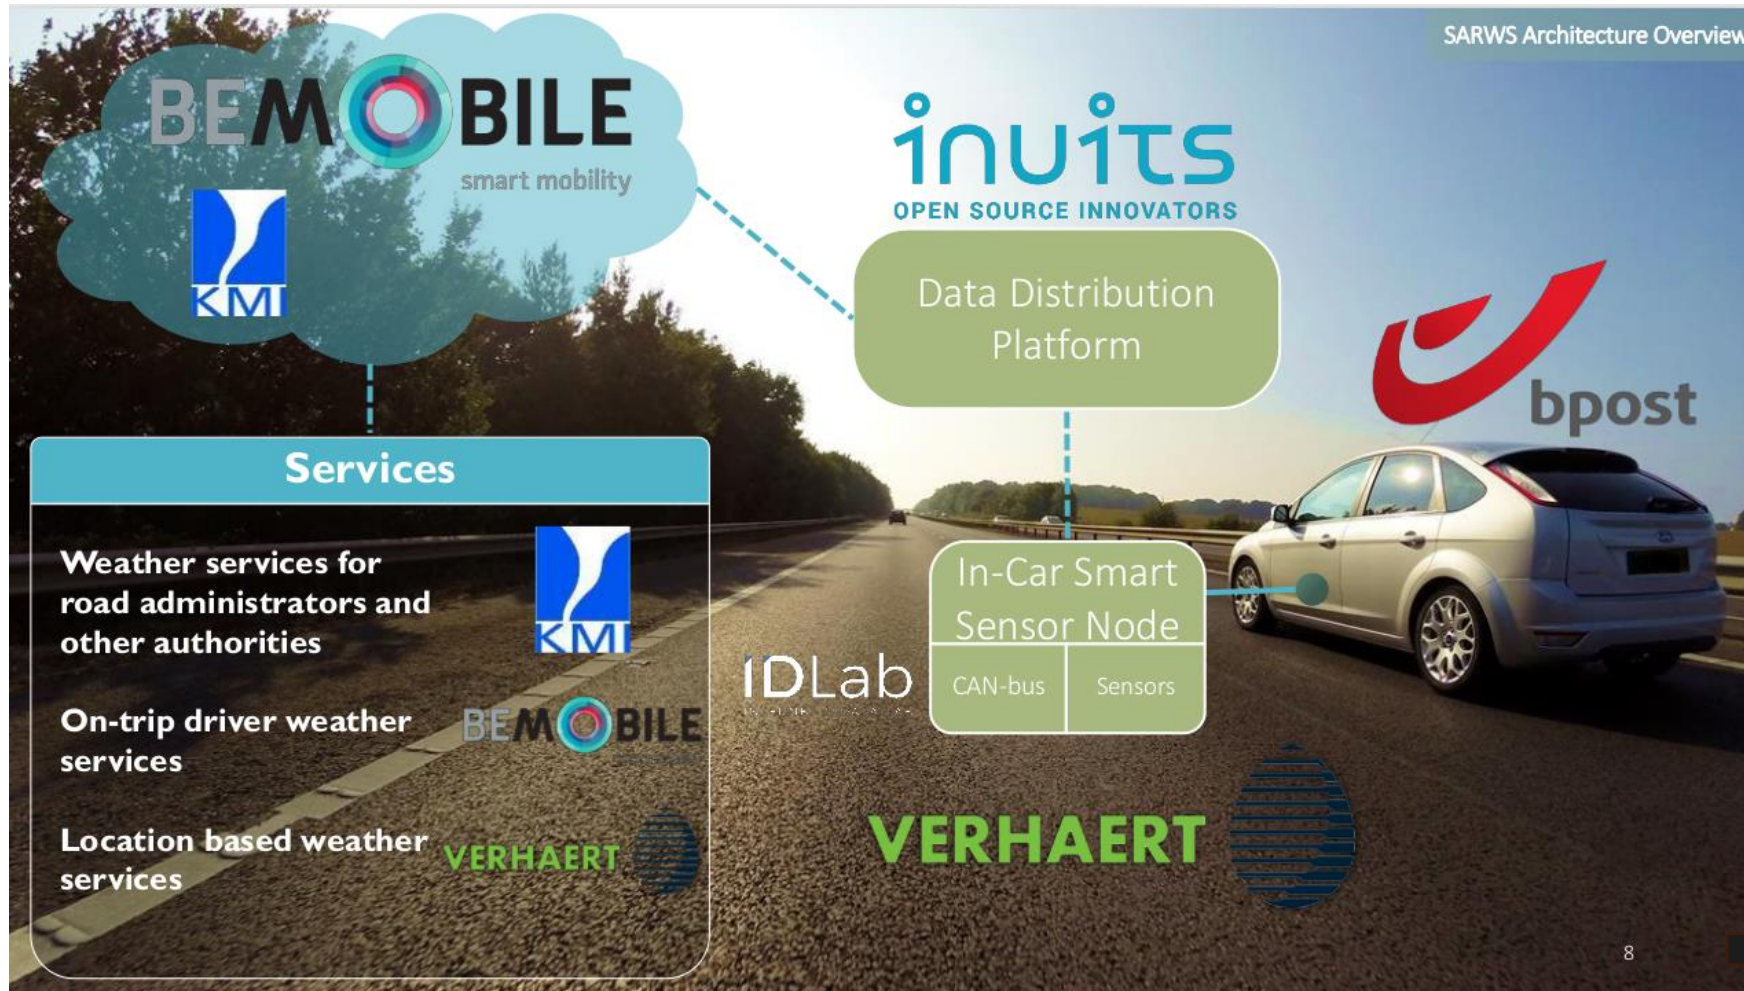 SARWS Architecture Overview
BEMOBILE
smart mobility
KMI
inuits
OPEN SOURCE INNOVATORS
Data Distribution
Platform
bpost
Services
Weather services for
road administrators and
other authorities
KMI
On-trip driver weather
services
BEMOBILE
Location based weather
services
VERHAERT
In-Car Smart
Sensor Node
CAN-bus
Sensors
IDLab
VERHAERT
8